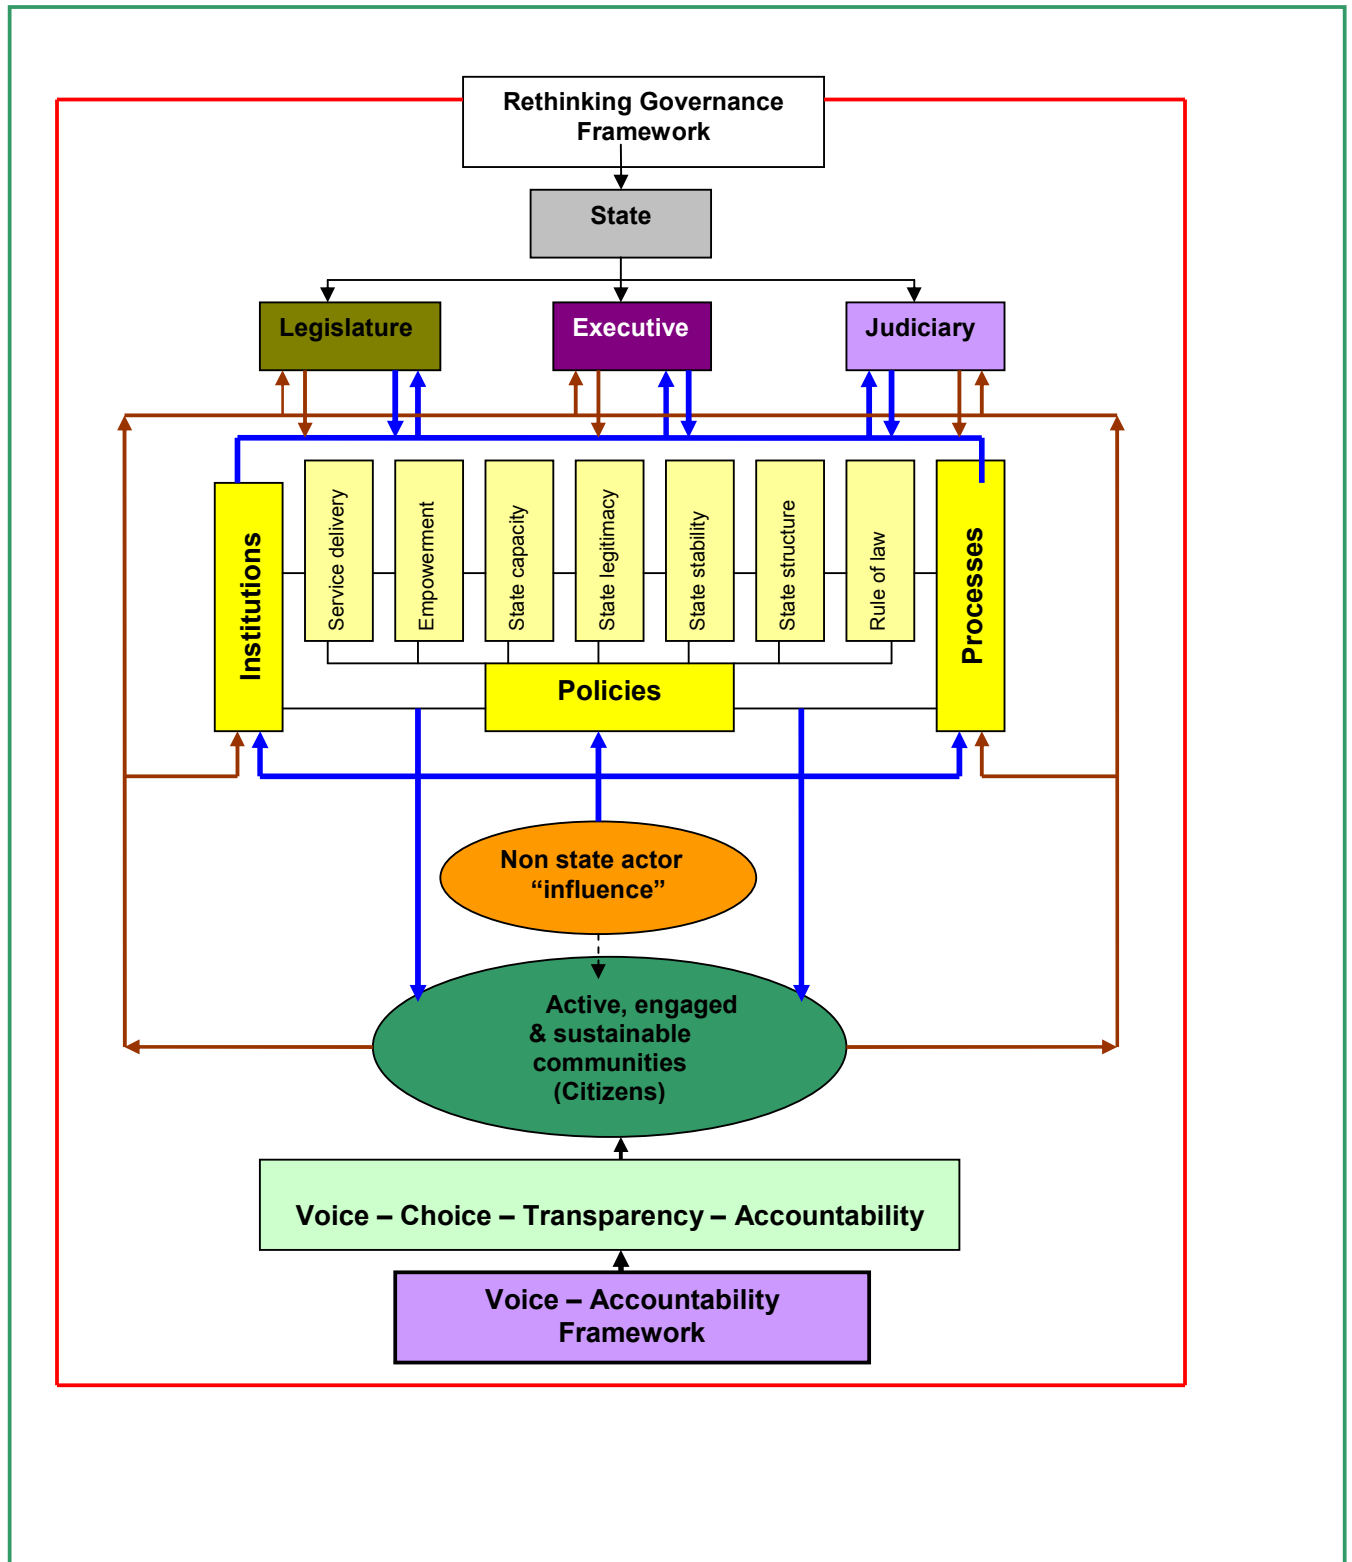 Rethinking Governance
Framework
State
Legislature
Executive
Judiciary
Institutions
Service delivery
Empowerment
State capacity
State legitimacy
State stability
State structure
Rule of law
Processes
Policies
Non state actor
“influence”
Active, engaged
& sustainable
communities
(Citizens)
Voice – Choice – Transparency – Accountability
Voice – Accountability
Framework